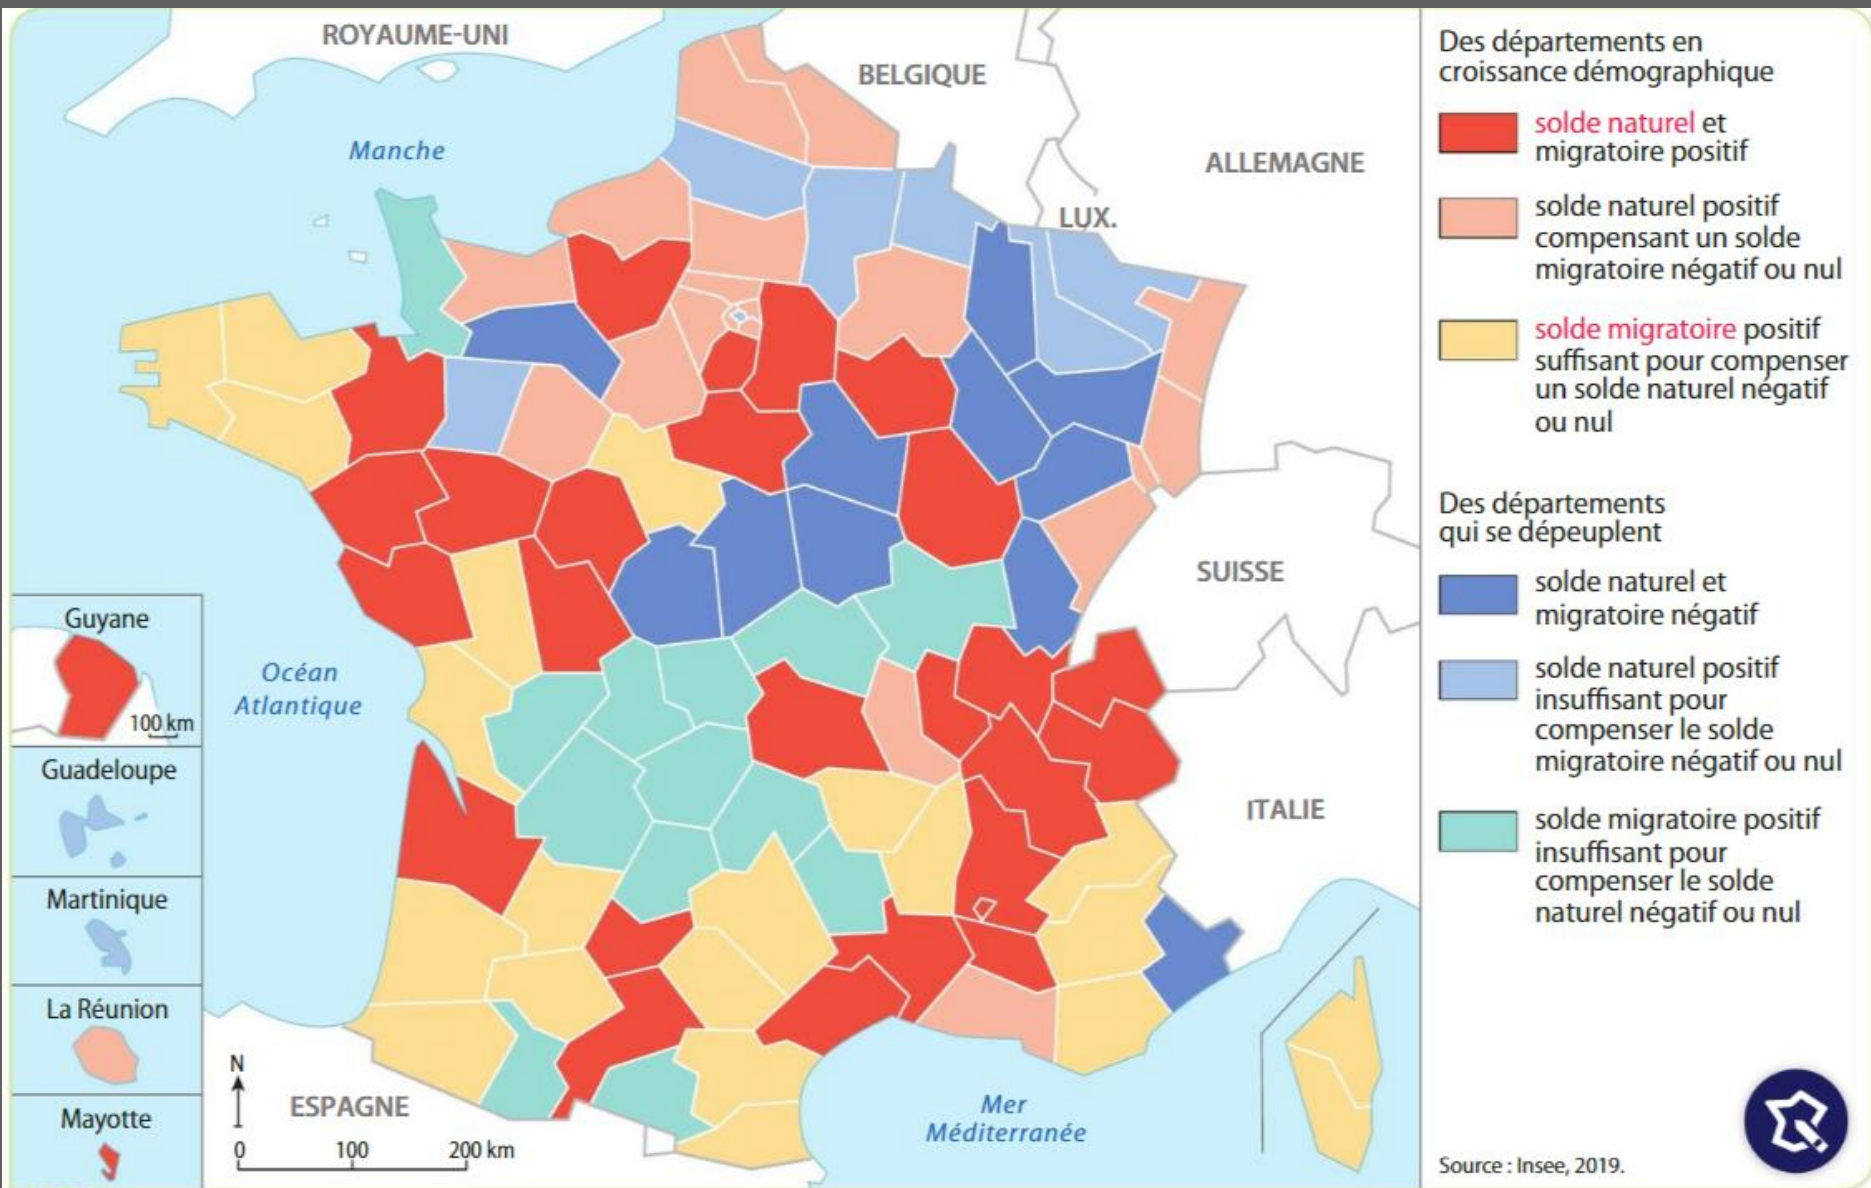 ROYAUME-UNI
BELGIQUE
ALLEMAGNE
LUX.
SUISSE
ITALIE
ESPAGNE
Manche
Océan
Atlantique
Mer
Méditerranée
Guyane
100 km
Guadeloupe
Martinique
La Réunion
Mayotte
N
0 100 200 km
Des départements en
croissance démographique
solde naturel et
migratoire positif
solde naturel positif
compensant un solde
migratoire négatif ou nul
solde migratoire positif
suffisant pour compenser
un solde naturel négatif
ou nul
Des départements
qui se dépeuplent
solde naturel et
migratoire négatif
solde naturel positif
insuffisant pour
compenser le solde
migratoire négatif ou nul
solde migratoire positif
insuffisant pour
compenser le solde
naturel négatif ou nul
Source : Insee, 2019.